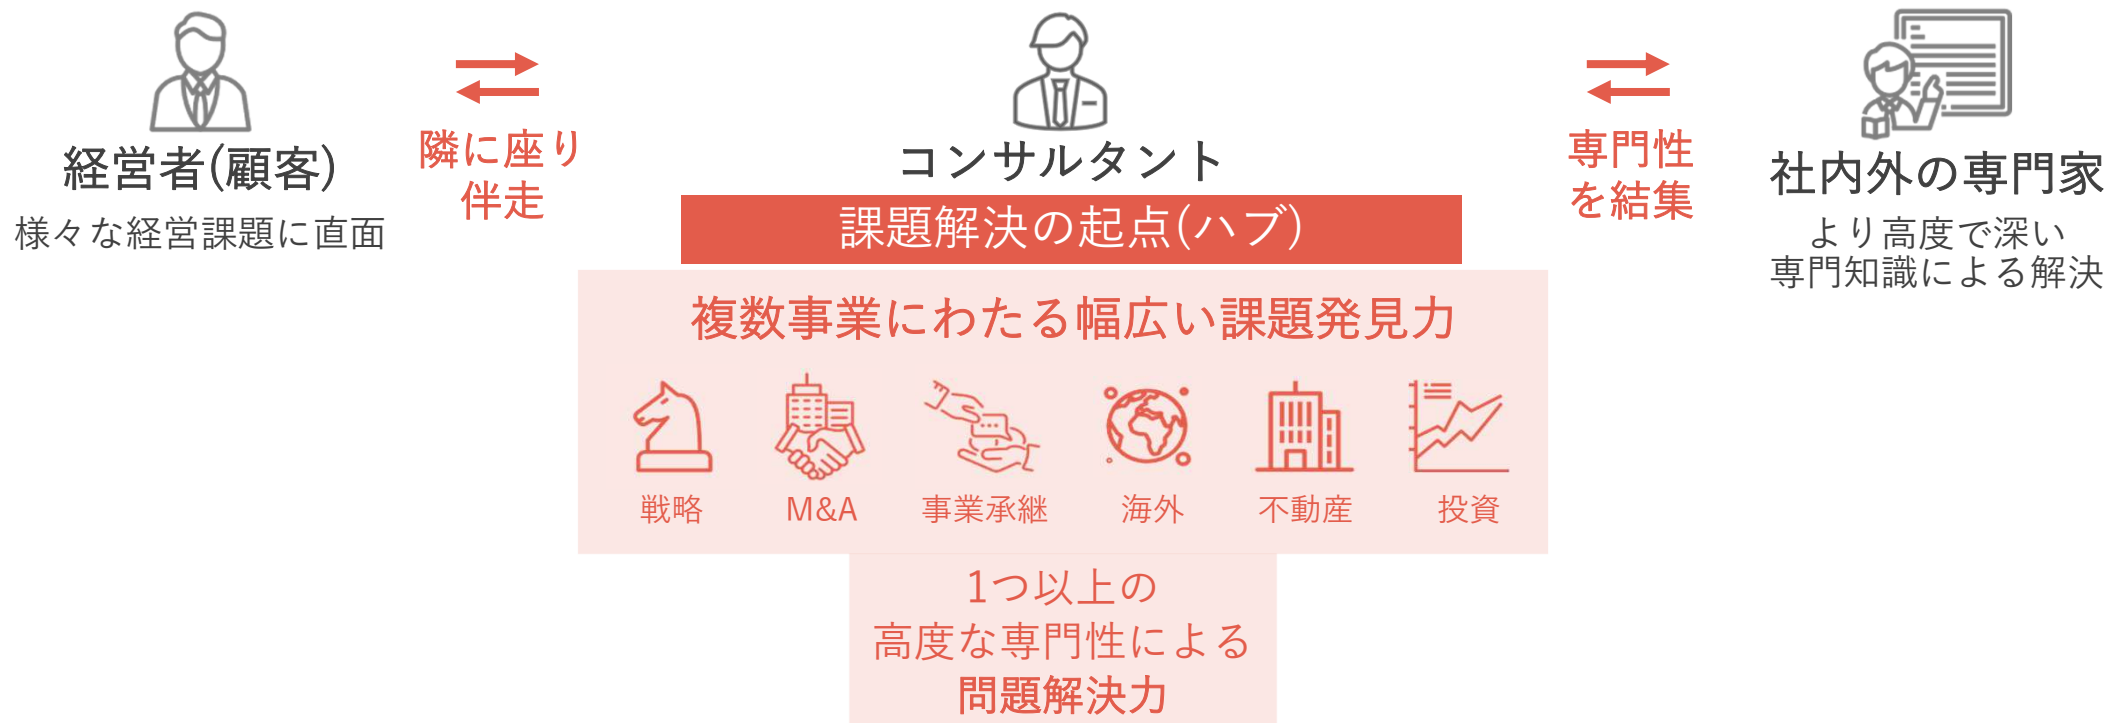 経営者(顧客)
様々な経営課題に直面
隣に座り
伴走
コンサルタント
課題解決の起点(ハブ)
専門性
を結集
社内外の専門家
より高度で深い
専門知識による解決
複数事業にわたる幅広い課題発見力
戦略
M&A
事業承継
海外
不動産
投資
1つ以上の
高度な専門性による
問題解決力